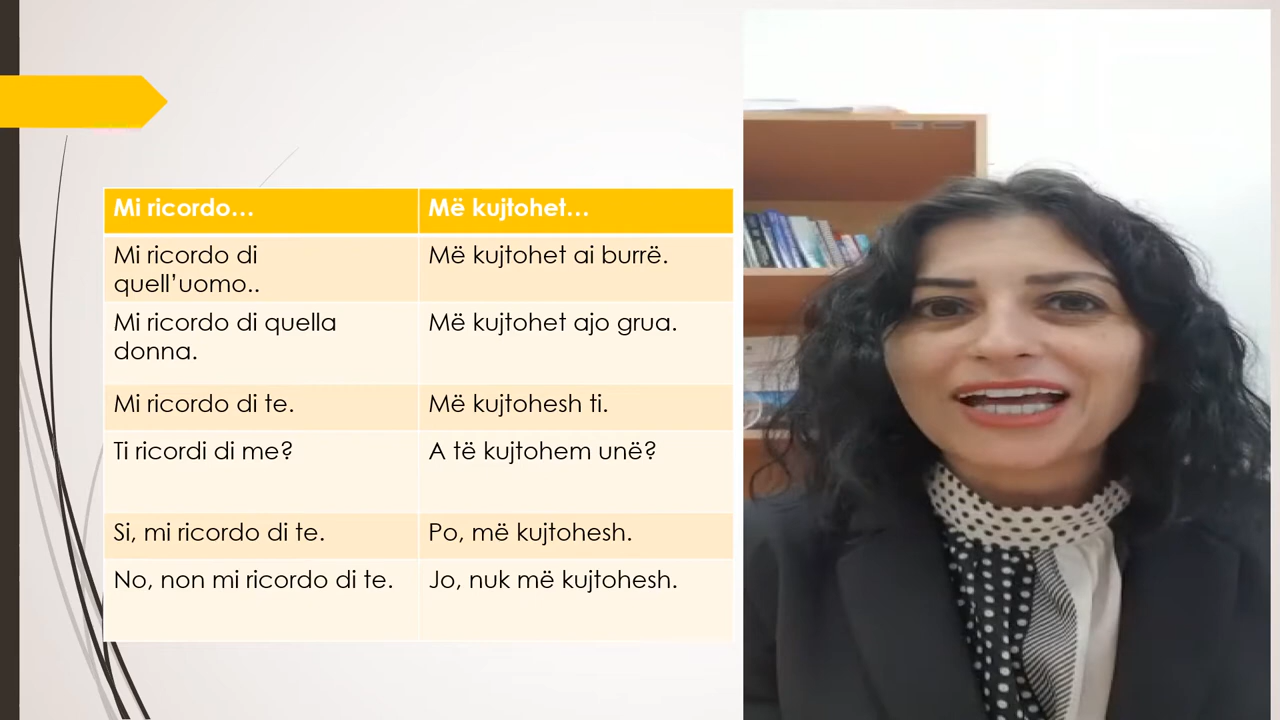 Mi ricordo...
Më kujtohet...
Mi ricordo di
quell'uomo..
Më kujtohet ai burrë.
Mi ricordo di quella
donna.
Më kujtohet ajo grua.
Mi ricordo di te.
Më kujtohesh ti.
Ti ricordi di me?
A të kujtohem unë?
Si, mi ricordo di te.
Po, më kujtohesh.
No, non mi ricordo di te.
Jo, nuk më kujtohesh.